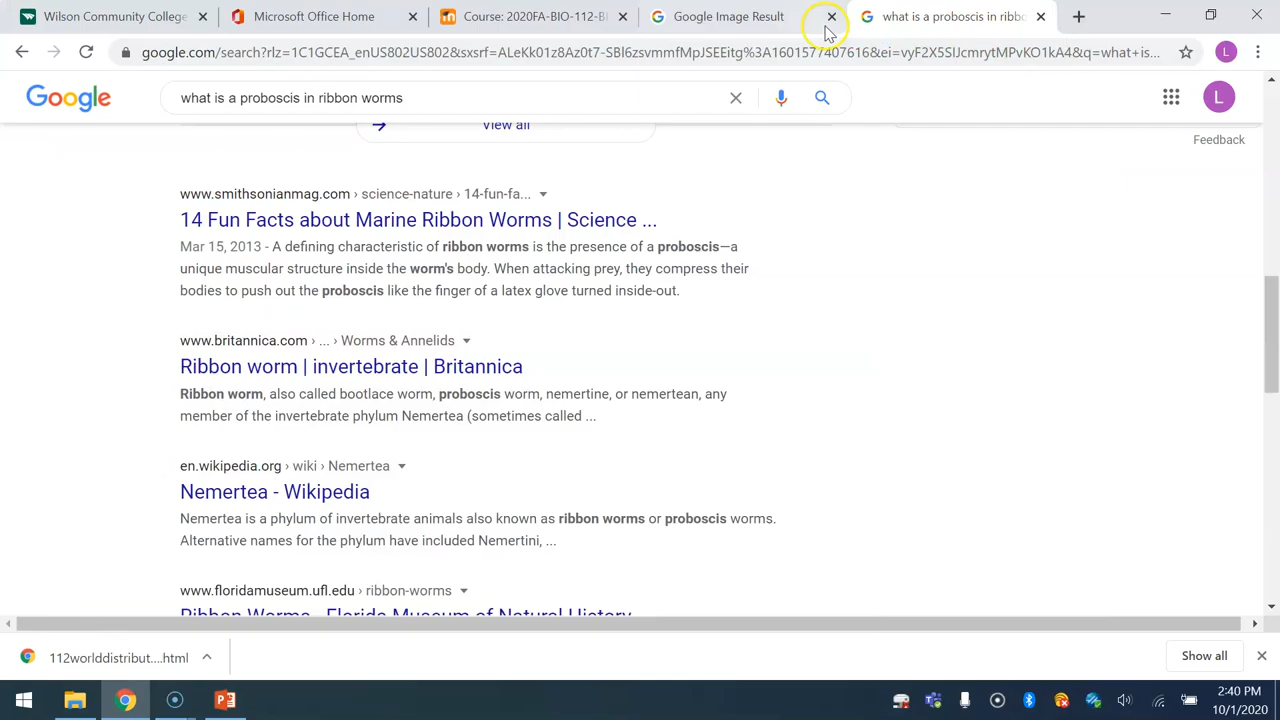 Wilson Community College
Microsoft Office Home
Course: 2020FA-BIO-112-B
Google Image Result
what is a proboscis in ribbo
google.com/search?rlz=1C1GCEA_enUS802US802&sxsrf=ALeKk01z8Az0t7-SBl6zsvmmfMpJSEEitg%3A1601577407616&ei=vyF2X5SIJcmrytMPvKO1kA4&q=what+is...
L
Google
what is a proboscis in ribbon worms
L
View all
Feedback
www.smithsonianmag.com › science-nature › 14-fun-fa...
14 Fun Facts about Marine Ribbon Worms | Science ...
Mar 15, 2013 - A defining characteristic of ribbon worms is the presence of a proboscis—a
unique muscular structure inside the worm's body. When attacking prey, they compress their
bodies to push out the proboscis like the finger of a latex glove turned inside-out.
www.britannica.com › ... › Worms & Annelids
Ribbon worm | invertebrate | Britannica
Ribbon worm, also called bootlace worm, proboscis worm, nemertine, or nemertean, any
member of the invertebrate phylum Nemertea (sometimes called ...
en.wikipedia.org › wiki › Nemertea
Nemertea - Wikipedia
Nemertea is a phylum of invertebrate animals also known as ribbon worms or proboscis worms.
Alternative names for the phylum have included Nemertini, ...
www.floridamuseum.ufl.edu › ribbon-worms
Ribbon Worms - Florida Museum of Natural History
112worlddistribut....html
Show all
2:40 PM
10/1/2020